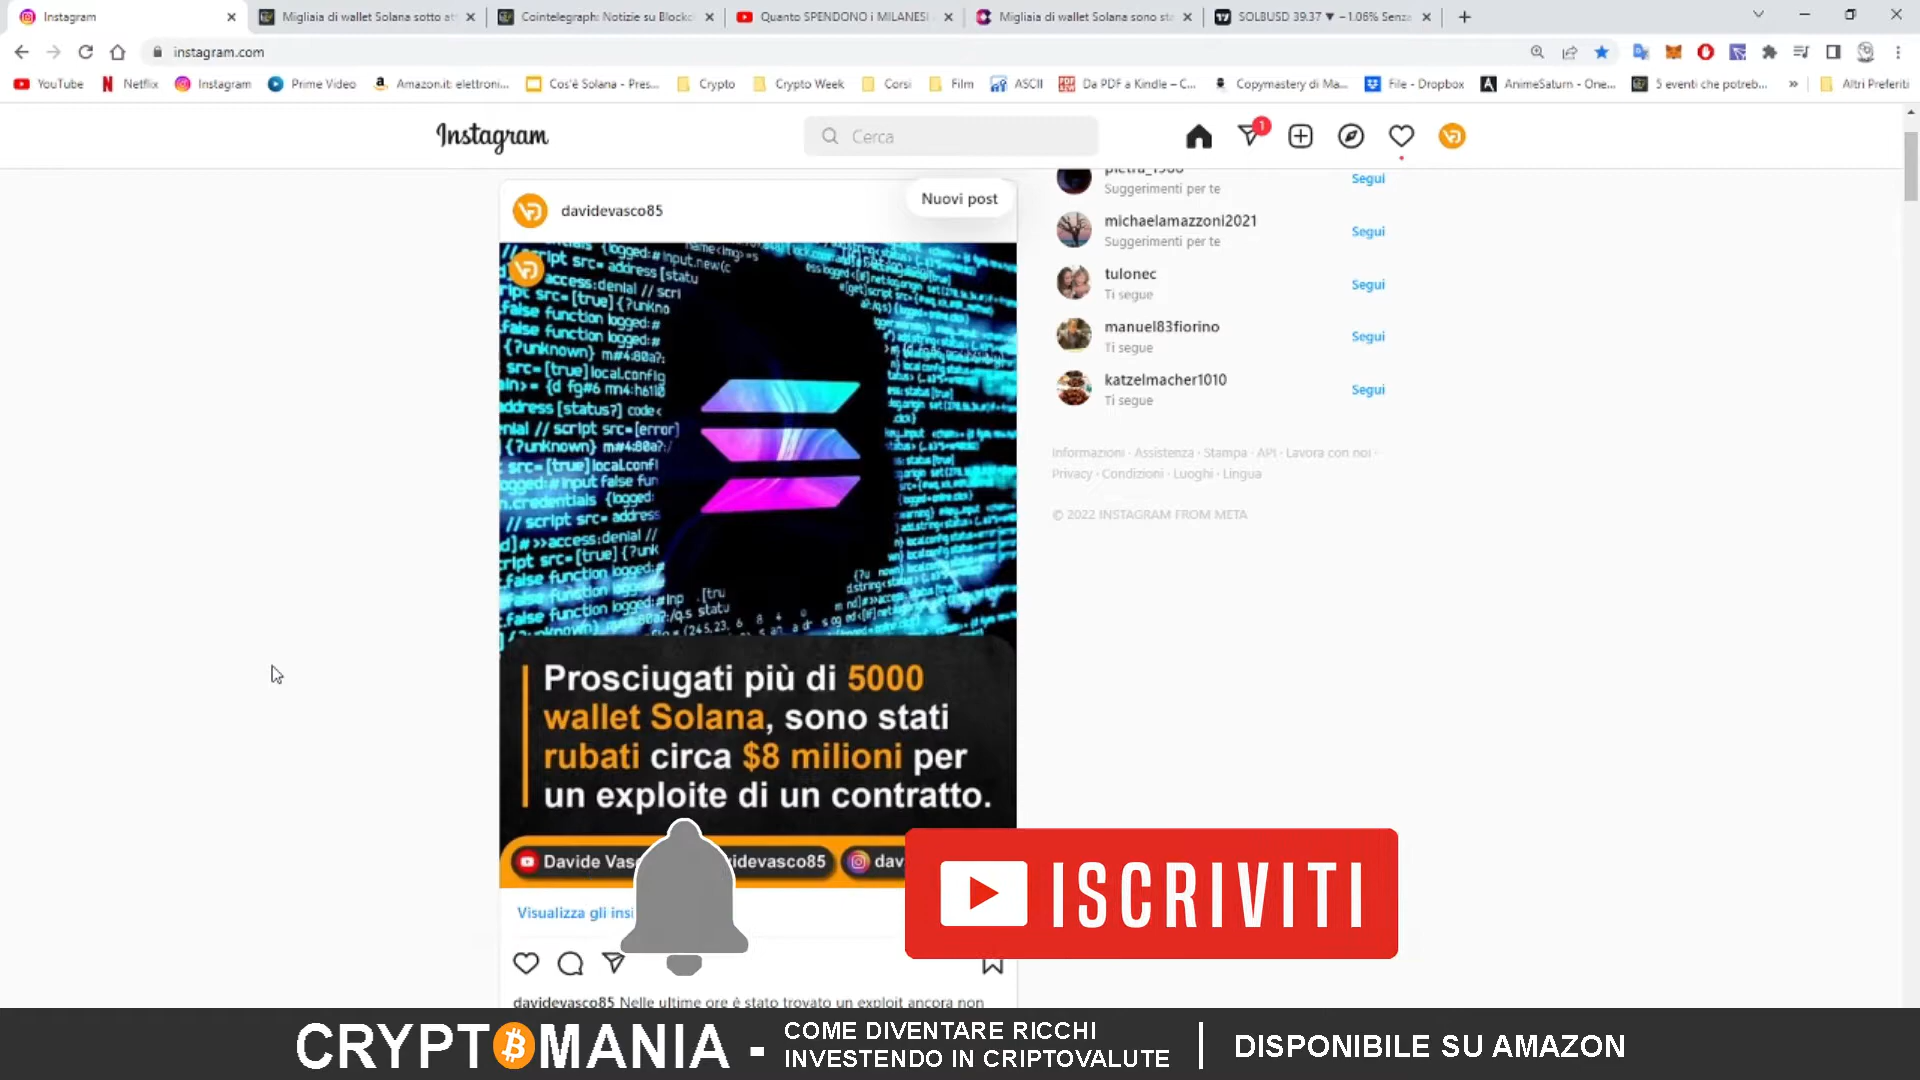 Instagram
Migliaia di wallet Solana sotto at
Cointelegraph: Notizie su Blockc
Quanto SPENDONO i MILANESI
Migliaia di wallet Solana sono sta
SOLBUSD 39.37 ▼ −1.06% Senza
instagram.com
YouTube
Netflix
Instagram
Prime Video
Amazon.it: elettroni...
Cos'è Solana - Pres...
Crypto
Crypto Week
Corsi
Film
ASCII
Da PDF a Kindle – C...
Copymastery di Ma...
File - Dropbox
AnimeSaturn - One...
5 eventi che potreb...
»
Altri Preferiti
Instagram
Cerca
1
davidevasco85
Nuovi post
Suggerimenti per te
Segui
michaelamazzoni2021
Suggerimenti per te
Segui
tulonec
Ti segue
Segui
manuel83fiorino
Ti segue
Segui
katzelmacher1010
Ti segue
Segui
Informazioni · Assistenza · Stampa · API · Lavora con noi ·
Privacy · Condizioni · Luoghi · Lingua
© 2022 INSTAGRAM FROM META
Prosciugati più di 5000
wallet Solana, sono stati
rubati circa $8 milioni per
un exploite di un contratto.
Davide Vasc
videvasco85
dav
ISCRIVITI
Visualizza gli insi
davidevasco85 Nelle ultime ore è stato trovato un exploit ancora non
CRYPTOMANIA -
COME DIVENTARE RICCHI
INVESTENDO IN CRIPTOVALUTE
DISPONIBILE SU AMAZON